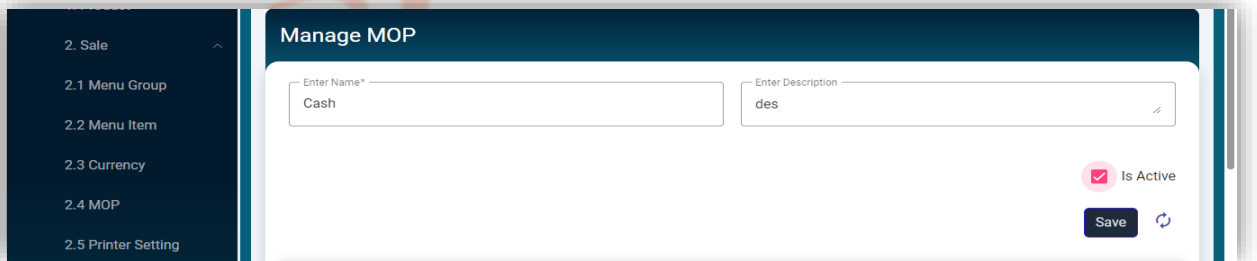 2. Sale
2.1 Menu Group
2.2 Menu Item
2.3 Currency
2.4 MOP
2.5 Printer Setting
Manage MOP
Enter Name*
Cash
Enter Description
des
Is Active
Save